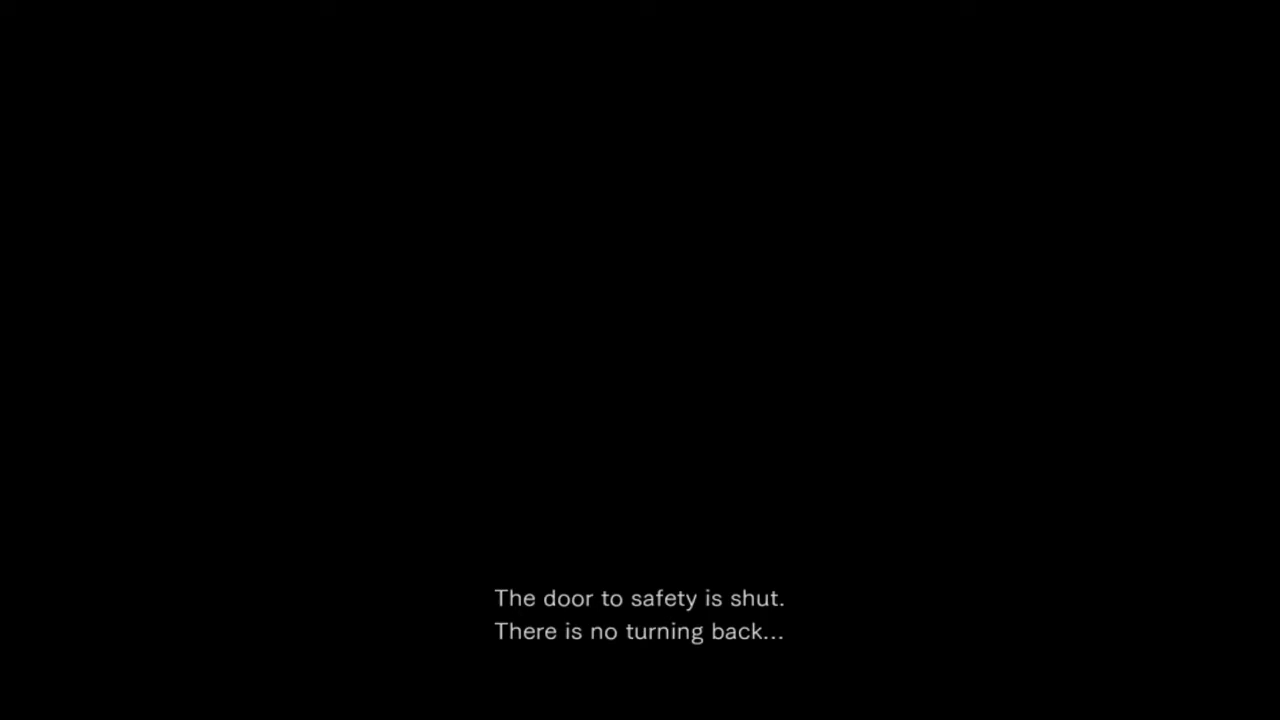 The door to safety is shut.
There is no turning back...